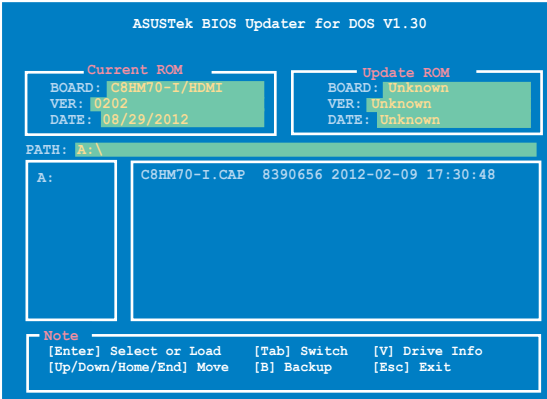 ASUSTek BIOS Updater for DOS V1.30
Current ROM
BOARD: C8HM70-I/HDMI
VER: 0202
DATE: 08/29/2012
Update ROM
BOARD: Unknown
VER: Unknown
DATE: Unknown
PATH: A:\
A:
C8HM70-I.CAP 8390656 2012-02-09 17:30:48
Note
[Enter] Select or Load [Tab] Switch [V] Drive Info
[Up/Down/Home/End] Move [B] Backup [Esc] Exit